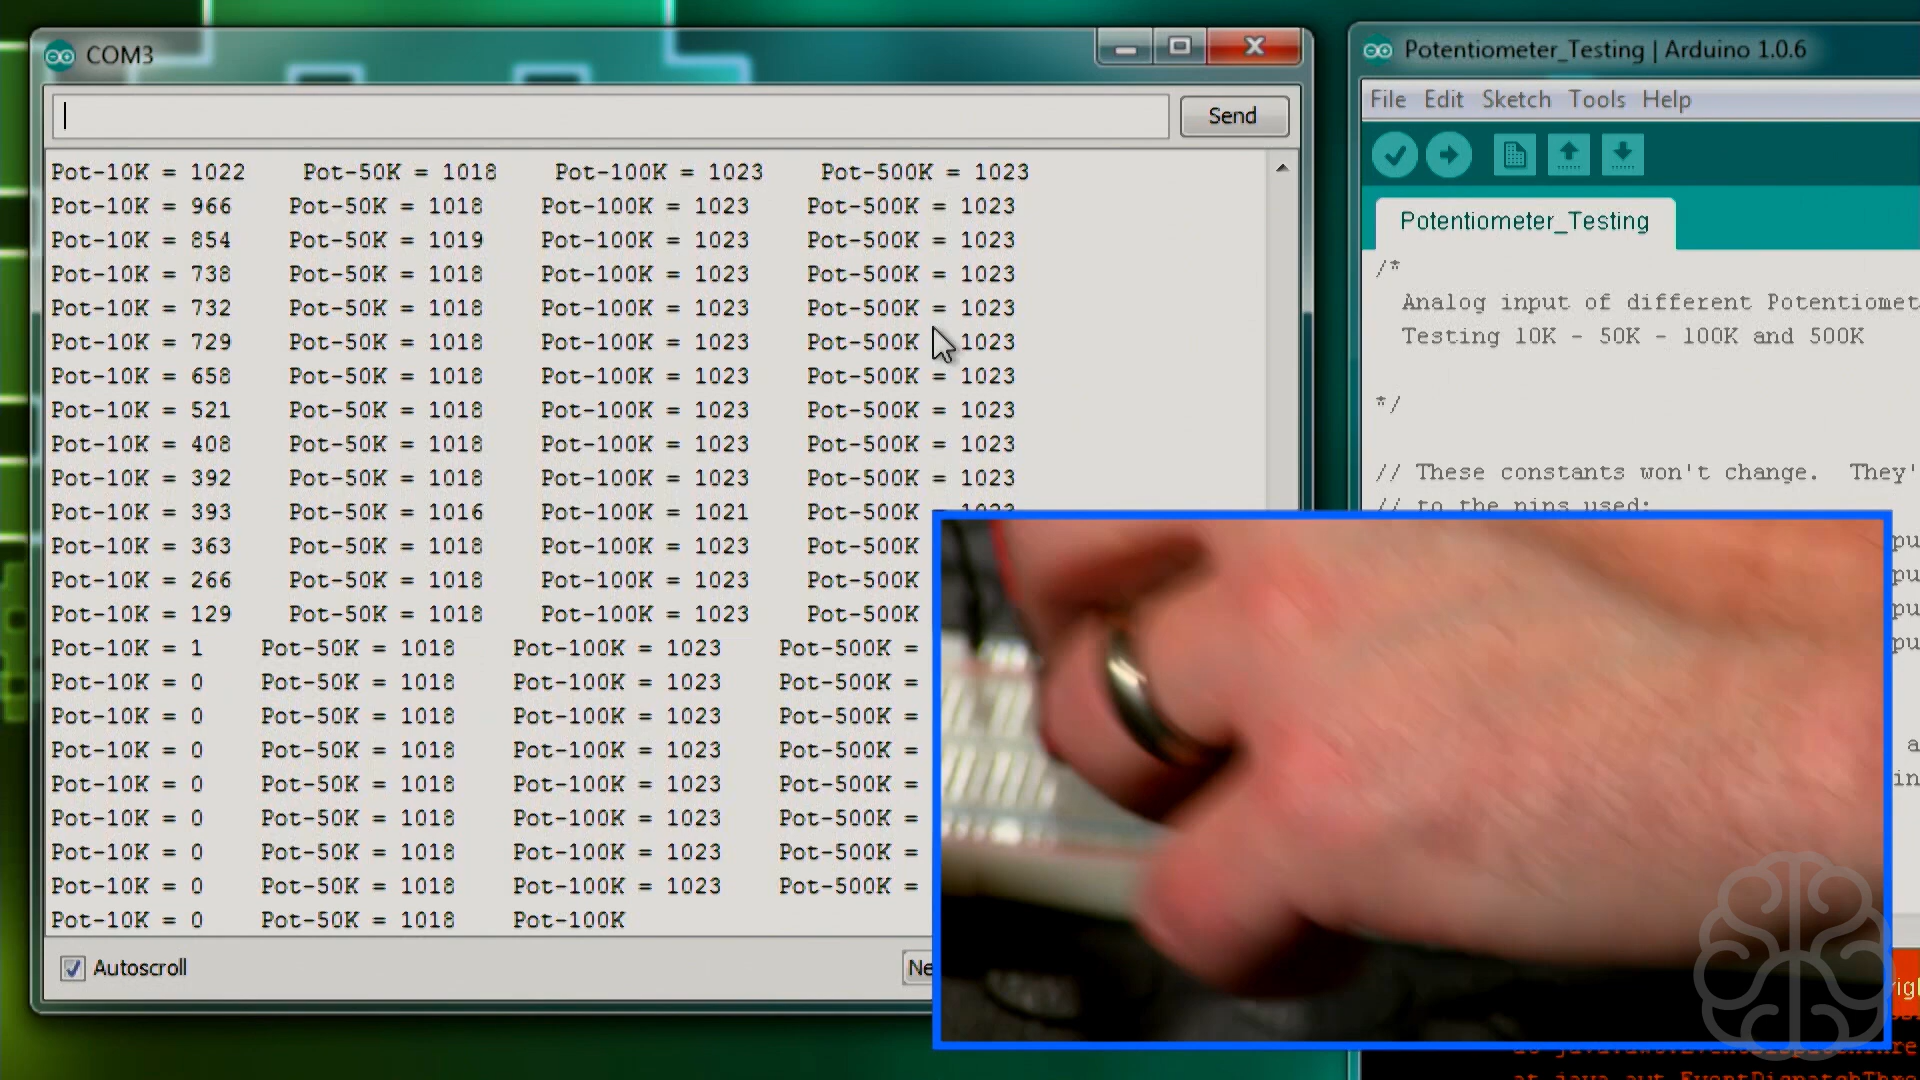 COM3
Send
Pot-10K = 1022 Pot-50K = 1018 Pot-100K = 1023 Pot-500K = 1023
Pot-10K = 966 Pot-50K = 1018 Pot-100K = 1023 Pot-500K = 1023
Pot-10K = 854 Pot-50K = 1019 Pot-100K = 1023 Pot-500K = 1023
Pot-10K = 738 Pot-50K = 1018 Pot-100K = 1023 Pot-500K = 1023
Pot-10K = 732 Pot-50K = 1018 Pot-100K = 1023 Pot-500K = 1023
Pot-10K = 729 Pot-50K = 1018 Pot-100K = 1023 Pot-500K 1023
Pot-10K = 658 Pot-50K = 1018 Pot-100K = 1023 Pot-500K = 1023
Pot-10K = 521 Pot-50K = 1018 Pot-100K = 1023 Pot-500K = 1023
Pot-10K = 408 Pot-50K = 1018 Pot-100K = 1023 Pot-500K = 1023
Pot-10K = 392 Pot-50K = 1018 Pot-100K = 1023 Pot-500K = 1023
Pot-10K = 393 Pot-50K = 1016 Pot-100K = 1021 Pot-500K = 1023
Pot-10K = 363 Pot-50K = 1018 Pot-100K = 1023 Pot-500K
Pot-10K = 266 Pot-50K = 1018 Pot-100K = 1023 Pot-500K
Pot-10K = 129 Pot-50K = 1018 Pot-100K = 1023 Pot-500K
Pot-10K = 1 Pot-50K = 1018 Pot-100K = 1023 Pot-500K =
Pot-10K = 0 Pot-50K = 1018 Pot-100K = 1023 Pot-500K =
Pot-10K = 0 Pot-50K = 1018 Pot-100K = 1023 Pot-500K =
Pot-10K = 0 Pot-50K = 1018 Pot-100K = 1023 Pot-500K =
Pot-10K = 0 Pot-50K = 1018 Pot-100K = 1023 Pot-500K =
Pot-10K = 0 Pot-50K = 1018 Pot-100K = 1023 Pot-500K =
Pot-10K = 0 Pot-50K = 1018 Pot-100K = 1023 Pot-500K =
Pot-10K = 0 Pot-50K = 1018 Pot-100K = 1023 Pot-500K =
Pot-10K = 0 Pot-50K = 1018 Pot-100K
Autoscroll
Ne
Potentiometer_Testing | Arduino 1.0.6
File Edit Sketch Tools Help
Potentiometer_Testing
/*
Analog input of different Potentiomet
Testing 10K - 50K - 100K and 500K
*/
// These constants won't change. They'
// to the pins used:
pu
pu
pu
pu
a
in